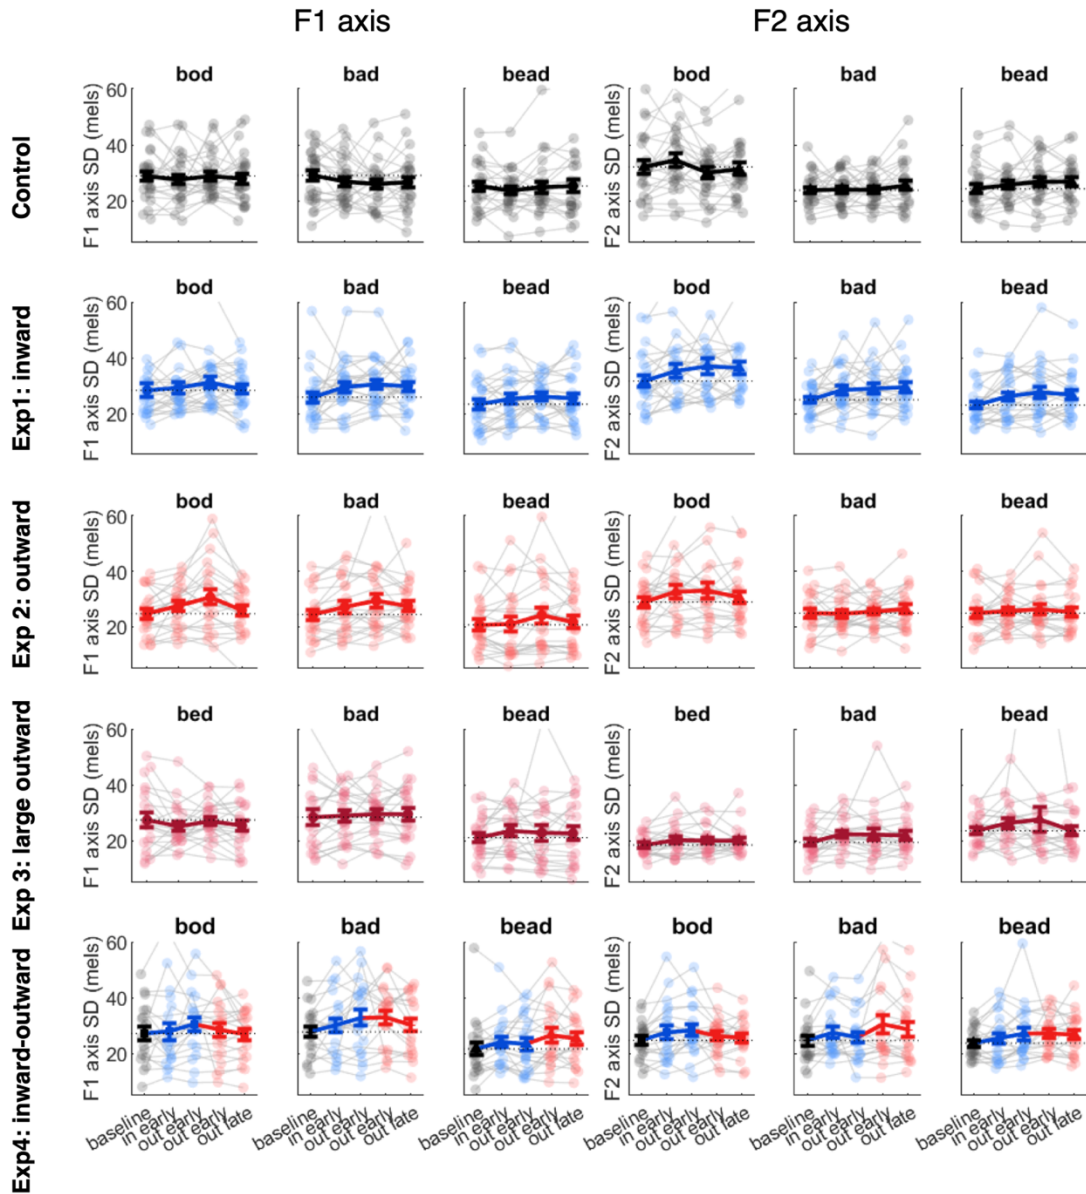 F1 axis F2 axis
bod bad bead bod bad bead
Control
F1 axis SD (mels)
60
40
20
F2 axis SD (mels)
bod bad bead bod bad bead
Exp1: inward
F1 axis SD (mels)
60
40
20
F2 axis SD (mels)
bod bad bead bod bad bead
Exp 2: outward
F1 axis SD (mels)
60
40
20
F2 axis SD (mels)
bed bad bead bed bad bead
Exp 3: large outward
F1 axis SD (mels)
60
40
20
F2 axis SD (mels)
bod bad bead bod bad bead
Exp4: inward-outward
F1 axis SD (mels)
60
40
20
F2 axis SD (mels)
baseline in early out early out early out late
baseline in early out early out early out late
baseline in early out early out early out late
baseline in early out early out early out late
baseline in early out early out early out late
baseline in early out early out early out late